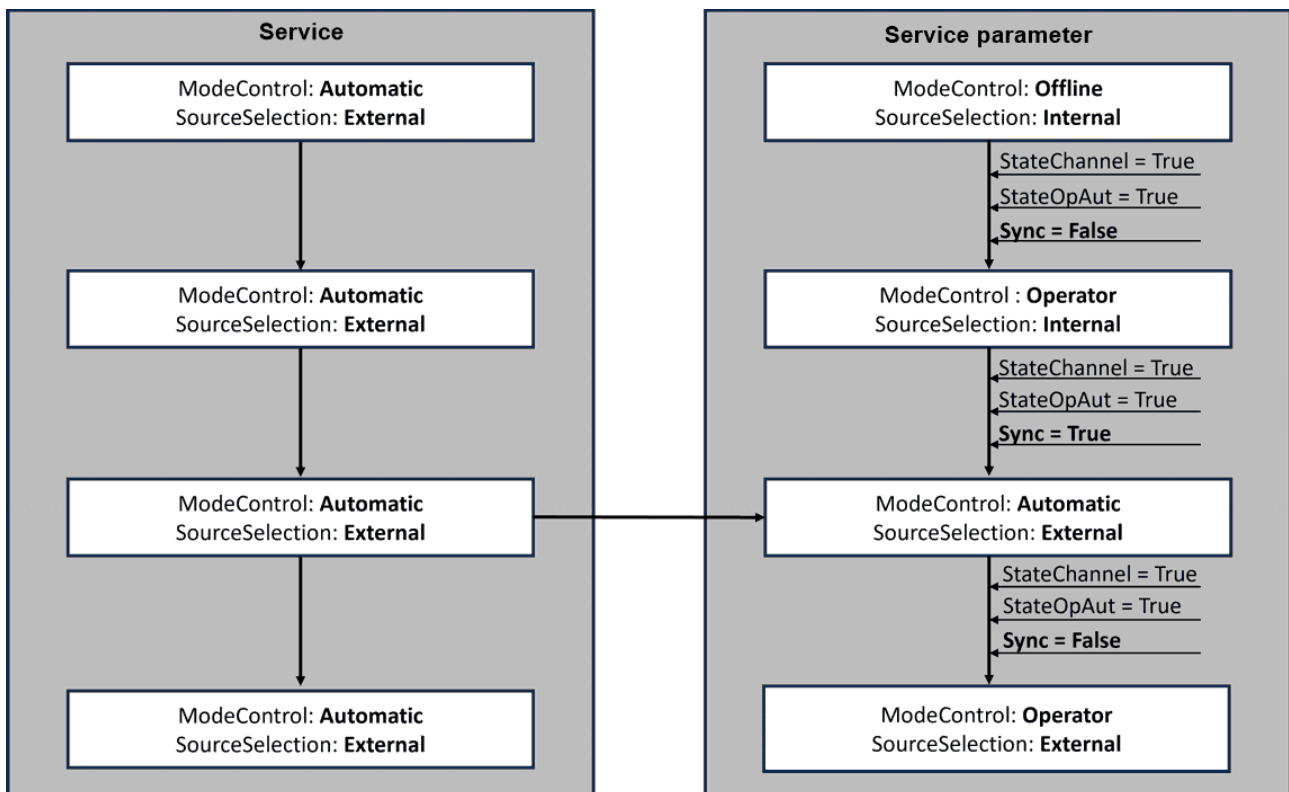 Service
ModeControl: Automatic
SourceSelection: External
ModeControl: Automatic
SourceSelection: External
ModeControl: Automatic
SourceSelection: External
ModeControl: Automatic
SourceSelection: External
Service parameter
ModeControl: Offline
SourceSelection: Internal
StateChannel = True
StateOpAut = True
Sync = False
ModeControl : Operator
SourceSelection: Internal
StateChannel = True
StateOpAut = True
Sync = True
ModeControl: Automatic
SourceSelection: External
StateChannel = True
StateOpAut = True
Sync = False
ModeControl: Operator
SourceSelection: External